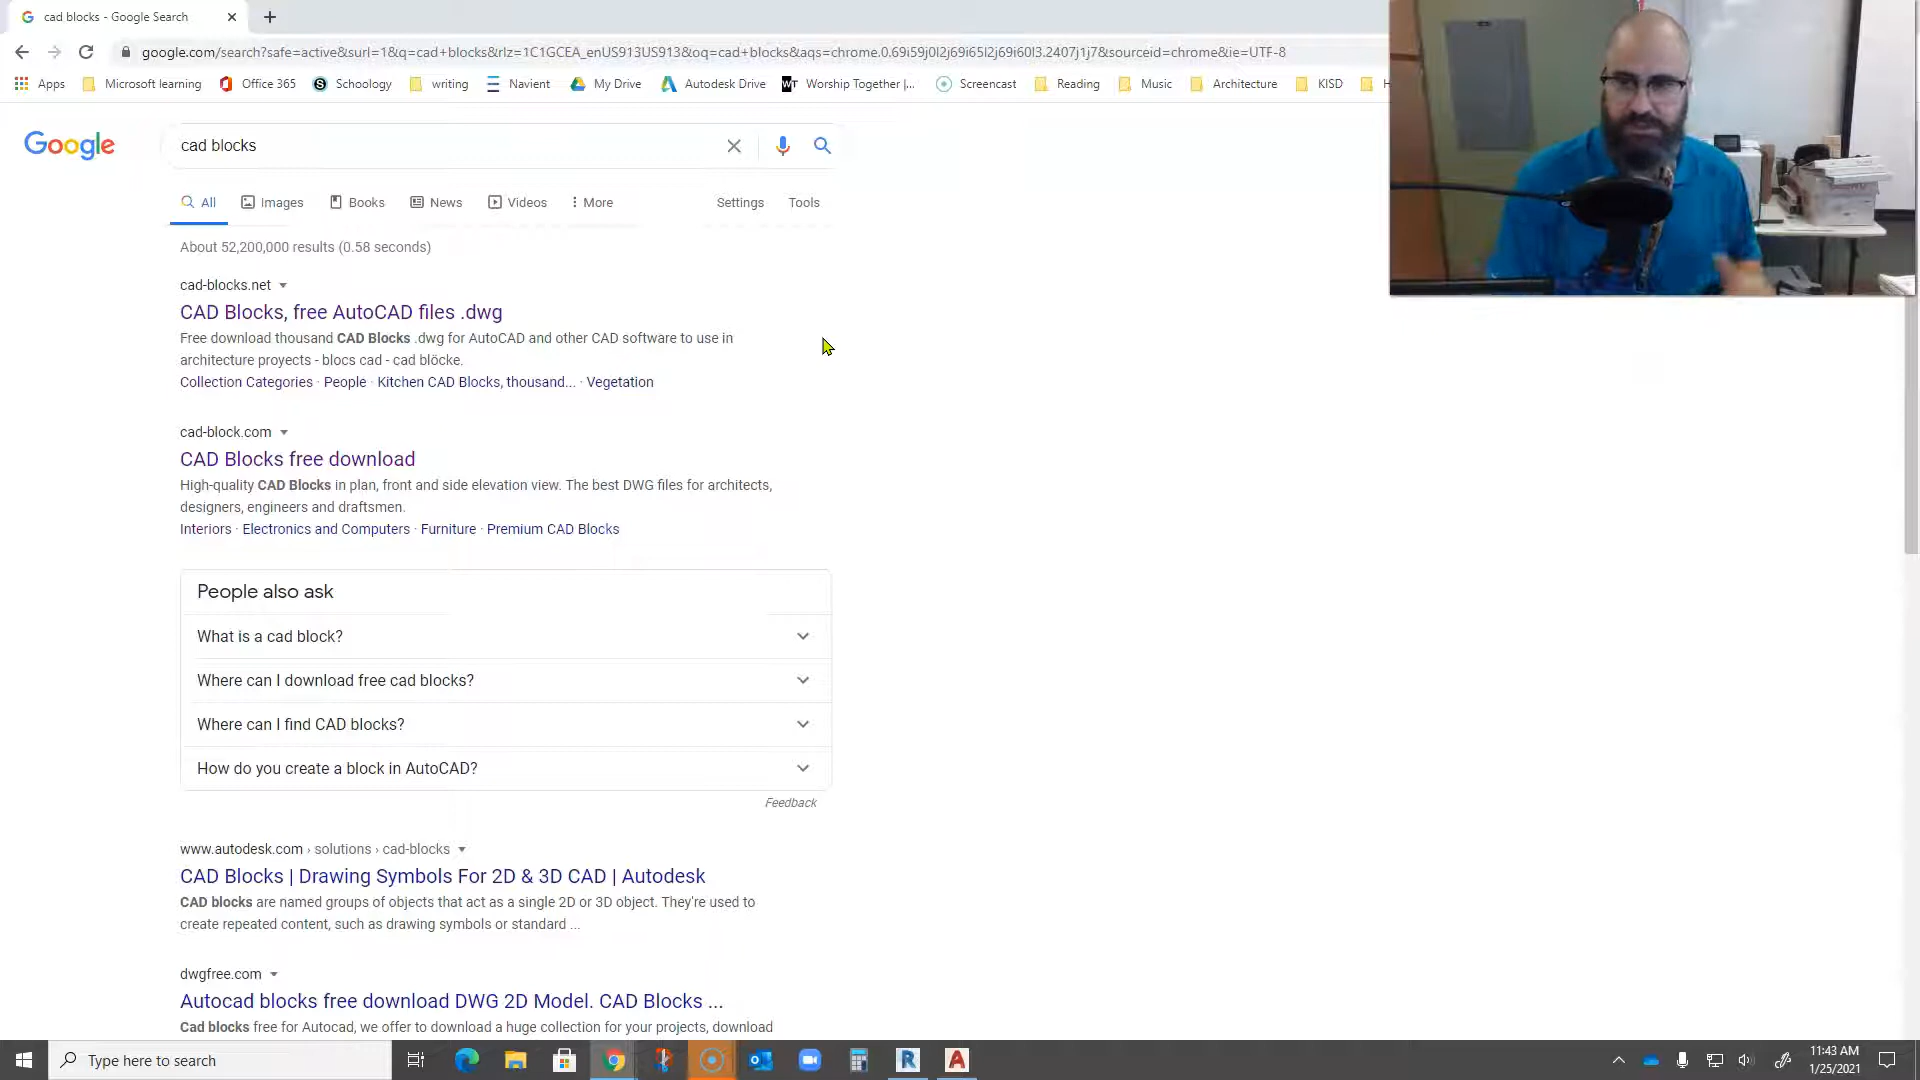 cad blocks - Google Search
google.com/search?safe=active&surl=1&q=cad+blocks&rlz=1C1GCEA_enUS913US913&oq=cad+blocks&aqs=chrome.0.69i59j0l2j69i65l2j69i60l3.2407j1j7&sourceid=chrome&ie=UTF-8
Apps Microsoft learning Office 365 Schoology writing Navient My Drive Autodesk Drive Worship Together |... Screencast Reading Music Architecture KISD
Google
cad blocks
All Images Books News Videos More Settings Tools
About 52,200,000 results (0.58 seconds)
cad-blocks.net
CAD Blocks, free AutoCAD files .dwg
Free download thousand CAD Blocks .dwg for AutoCAD and other CAD software to use in
architecture proyects - blocs cad - cad blöcke.
Collection Categories · People · Kitchen CAD Blocks, thousand... · Vegetation
cad-block.com
CAD Blocks free download
High-quality CAD Blocks in plan, front and side elevation view. The best DWG files for architects,
designers, engineers and draftsmen.
Interiors · Electronics and Computers · Furniture · Premium CAD Blocks
People also ask
What is a cad block?
Where can I download free cad blocks?
Where can I find CAD blocks?
How do you create a block in AutoCAD?
Feedback
www.autodesk.com › solutions › cad-blocks
CAD Blocks | Drawing Symbols For 2D & 3D CAD | Autodesk
CAD blocks are named groups of objects that act as a single 2D or 3D object. They're used to
create repeated content, such as drawing symbols or standard ...
dwgfree.com
Autocad blocks free download DWG 2D Model. CAD Blocks ...
Cad blocks free for Autocad, we offer to download a huge collection for your projects, download
Type here to search
11:43 AM
1/25/2021